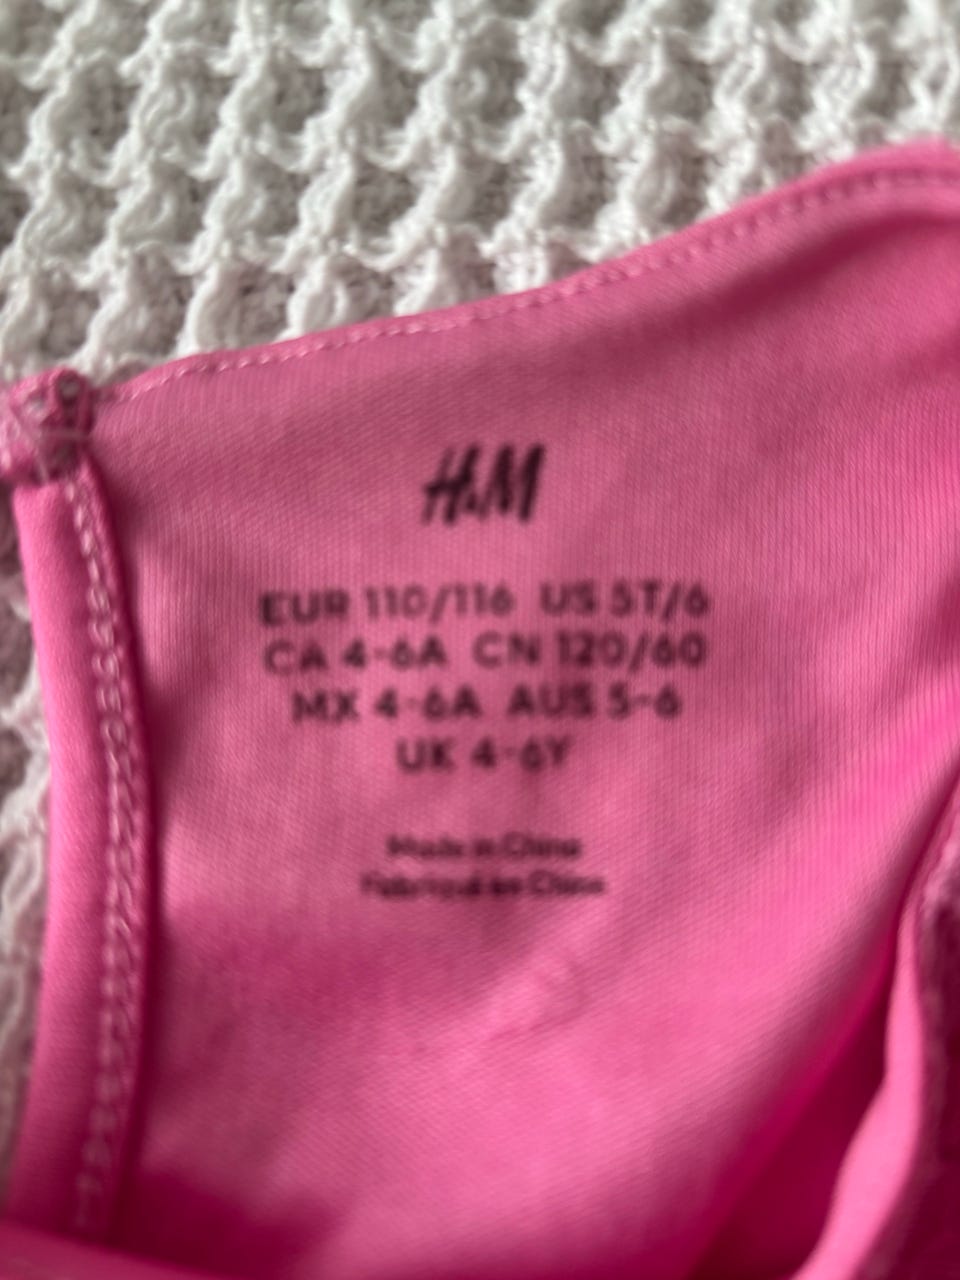 H&M
EUR 110/116 US 5T/6
CA 4-6A CN 120/60
MX 4-6A AUS 5-6
UK 4-6Y
Made in China
Fabriqué en Chine